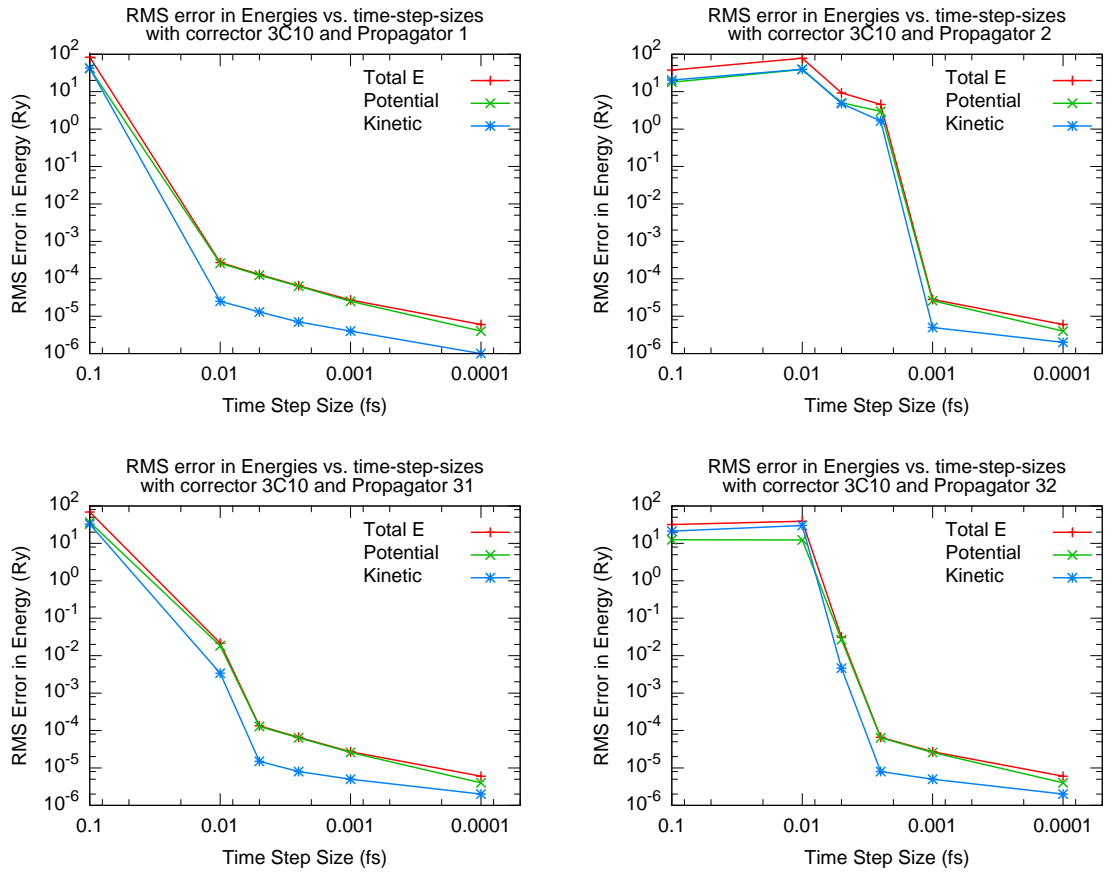 RMS error in Energies vs. time-step-sizes
with corrector 3C10 and Propagator 1
RMS Error in Energy (Ry)
10^2
10^1
10^0
10^-1
10^-2
10^-3
10^-4
10^-5
10^-6
Total E
Potential
Kinetic
0.1 0.01 0.001 0.0001
Time Step Size (fs)
RMS error in Energies vs. time-step-sizes
with corrector 3C10 and Propagator 2
RMS Error in Energy (Ry)
10^2
10^1
10^0
10^-1
10^-2
10^-3
10^-4
10^-5
10^-6
Total E
Potential
Kinetic
0.1 0.01 0.001 0.0001
Time Step Size (fs)
RMS error in Energies vs. time-step-sizes
with corrector 3C10 and Propagator 31
RMS Error in Energy (Ry)
10^2
10^1
10^0
10^-1
10^-2
10^-3
10^-4
10^-5
10^-6
Total E
Potential
Kinetic
0.1 0.01 0.001 0.0001
Time Step Size (fs)
RMS error in Energies vs. time-step-sizes
with corrector 3C10 and Propagator 32
RMS Error in Energy (Ry)
10^2
10^1
10^0
10^-1
10^-2
10^-3
10^-4
10^-5
10^-6
Total E
Potential
Kinetic
0.1 0.01 0.001 0.0001
Time Step Size (fs)